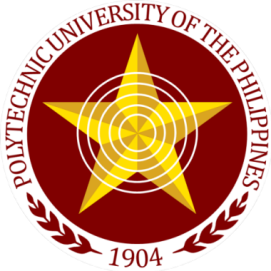 POLYTECHNIC UNIVERSITY OF THE PHILIPPINES
1904